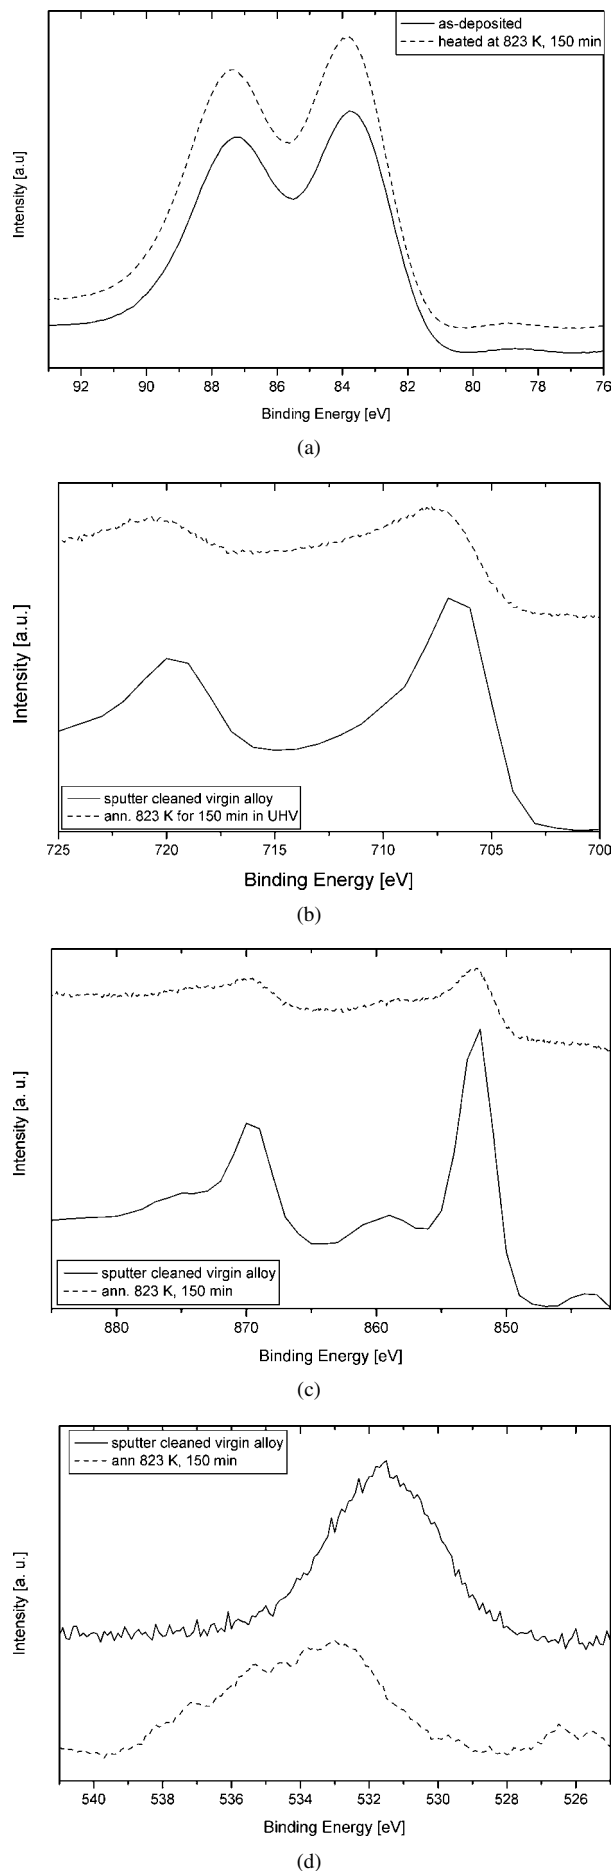 as-deposited
heated at 823 K, 150 min
Intensity [a.u]
92 90 88 86 84 82 80 78 76
Binding Energy [eV]
(a)
Intensity [a.u.]
sputter cleaned virgin alloy
ann. 823 K for 150 min in UHV
725 720 715 710 705 700
Binding Energy [eV]
(b)
Intensity [a. u.]
sputter cleaned virgin alloy
ann. 823 K, 150 min
880 870 860 850
Binding Energy [eV]
(c)
sputter cleaned virgin alloy
ann 823 K, 150 min
Intensity [a. u.]
540 538 536 534 532 530 528 526
Binding Energy [eV]
(d)